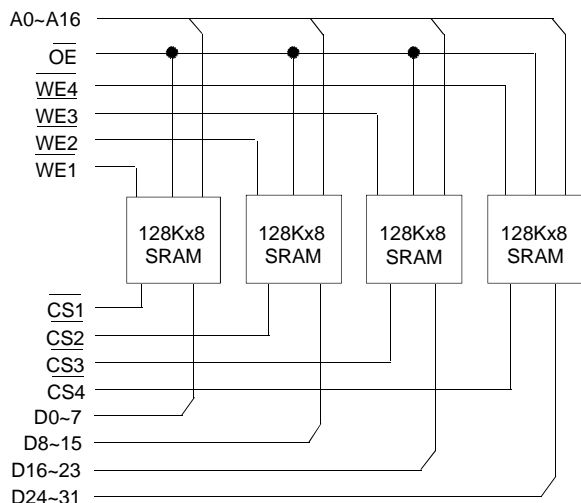 A0~A16
OE
WE4
WE3
WE2
WE1
128Kx8
SRAM
128Kx8
SRAM
128Kx8
SRAM
128Kx8
SRAM
CS1
CS2
CS3
CS4
D0~7
D8~15
D16~23
D24~31